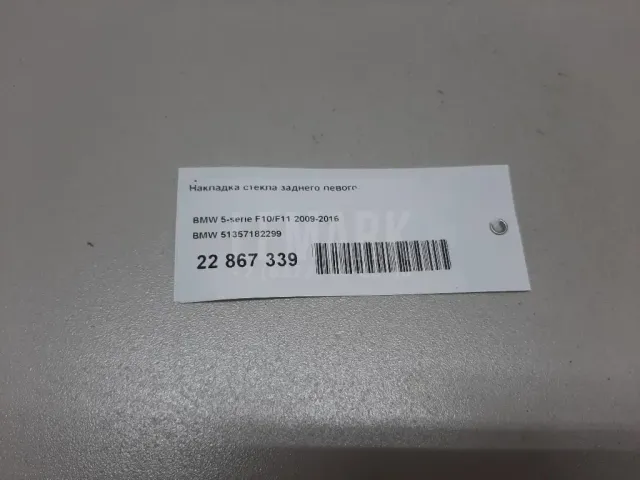 Накладка стекла заднего левого
BMW 5-serie F10/F11 2009-2016
BMW 51357182299
22 867 339